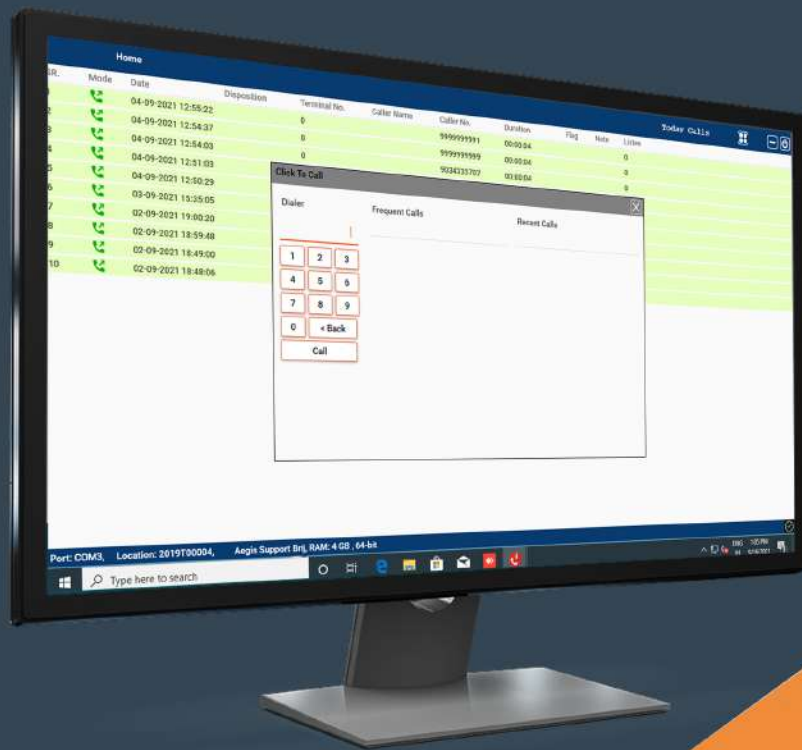 Home
Today Calls
SR. Mode Date Disposition Terminal No. Caller Name Caller No. Duration Flag Note Listen
04-09-2021 12:55:22 0 9999999991 00:00:04 0
2 04-09-2021 12:54:37 0 9999999999 00:00:04 0
3 04-09-2021 12:54:03 0 9034335707 00:00:04 0
4 04-09-2021 12:51:03
5 04-09-2021 12:50:29
03-09-2021 15:35:05
7 02-09-2021 19:00:20
8 02-09-2021 18:59:48
9 02-09-2021 18:49:00
10 02-09-2021 18:48:06
Click To Call
Dialer
Frequent Calls
Recent Calls
1 2 3
4 5 6
7 8 9
0 < Back
Call
Port: COM3, Location: 2019T00004, Aegis Support Brij, RAM: 4 GB , 64-bit
Type here to search